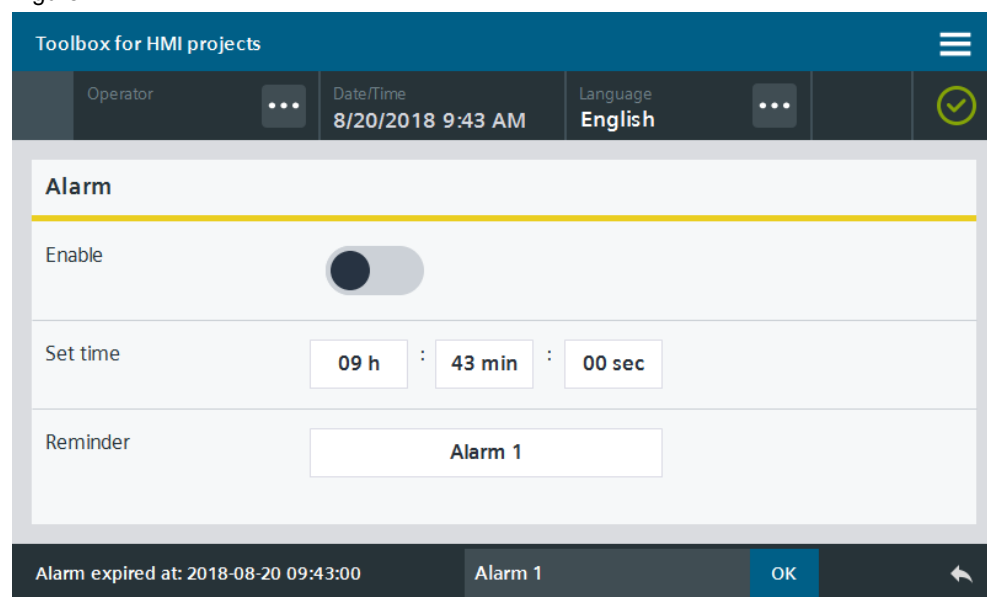 Toolbox for HMI projects
Operator
•••
Date/Time
8/20/2018 9:43 AM
Language
English
•••
Alarm
Enable
Set time
09 h : 43 min : 00 sec
Reminder
Alarm 1
Alarm expired at: 2018-08-20 09:43:00
Alarm 1
OK